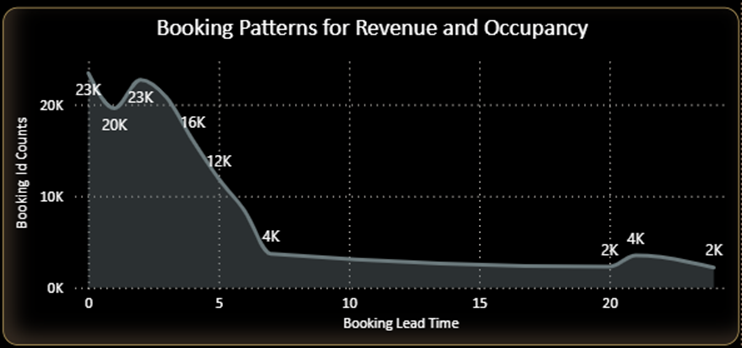 Booking Patterns for Revenue and Occupancy
Booking Id Counts
20K
10K
0K
23K
20K
23K
16K
12K
4K
2K
4K
2K
0 5 10 15 20
Booking Lead Time